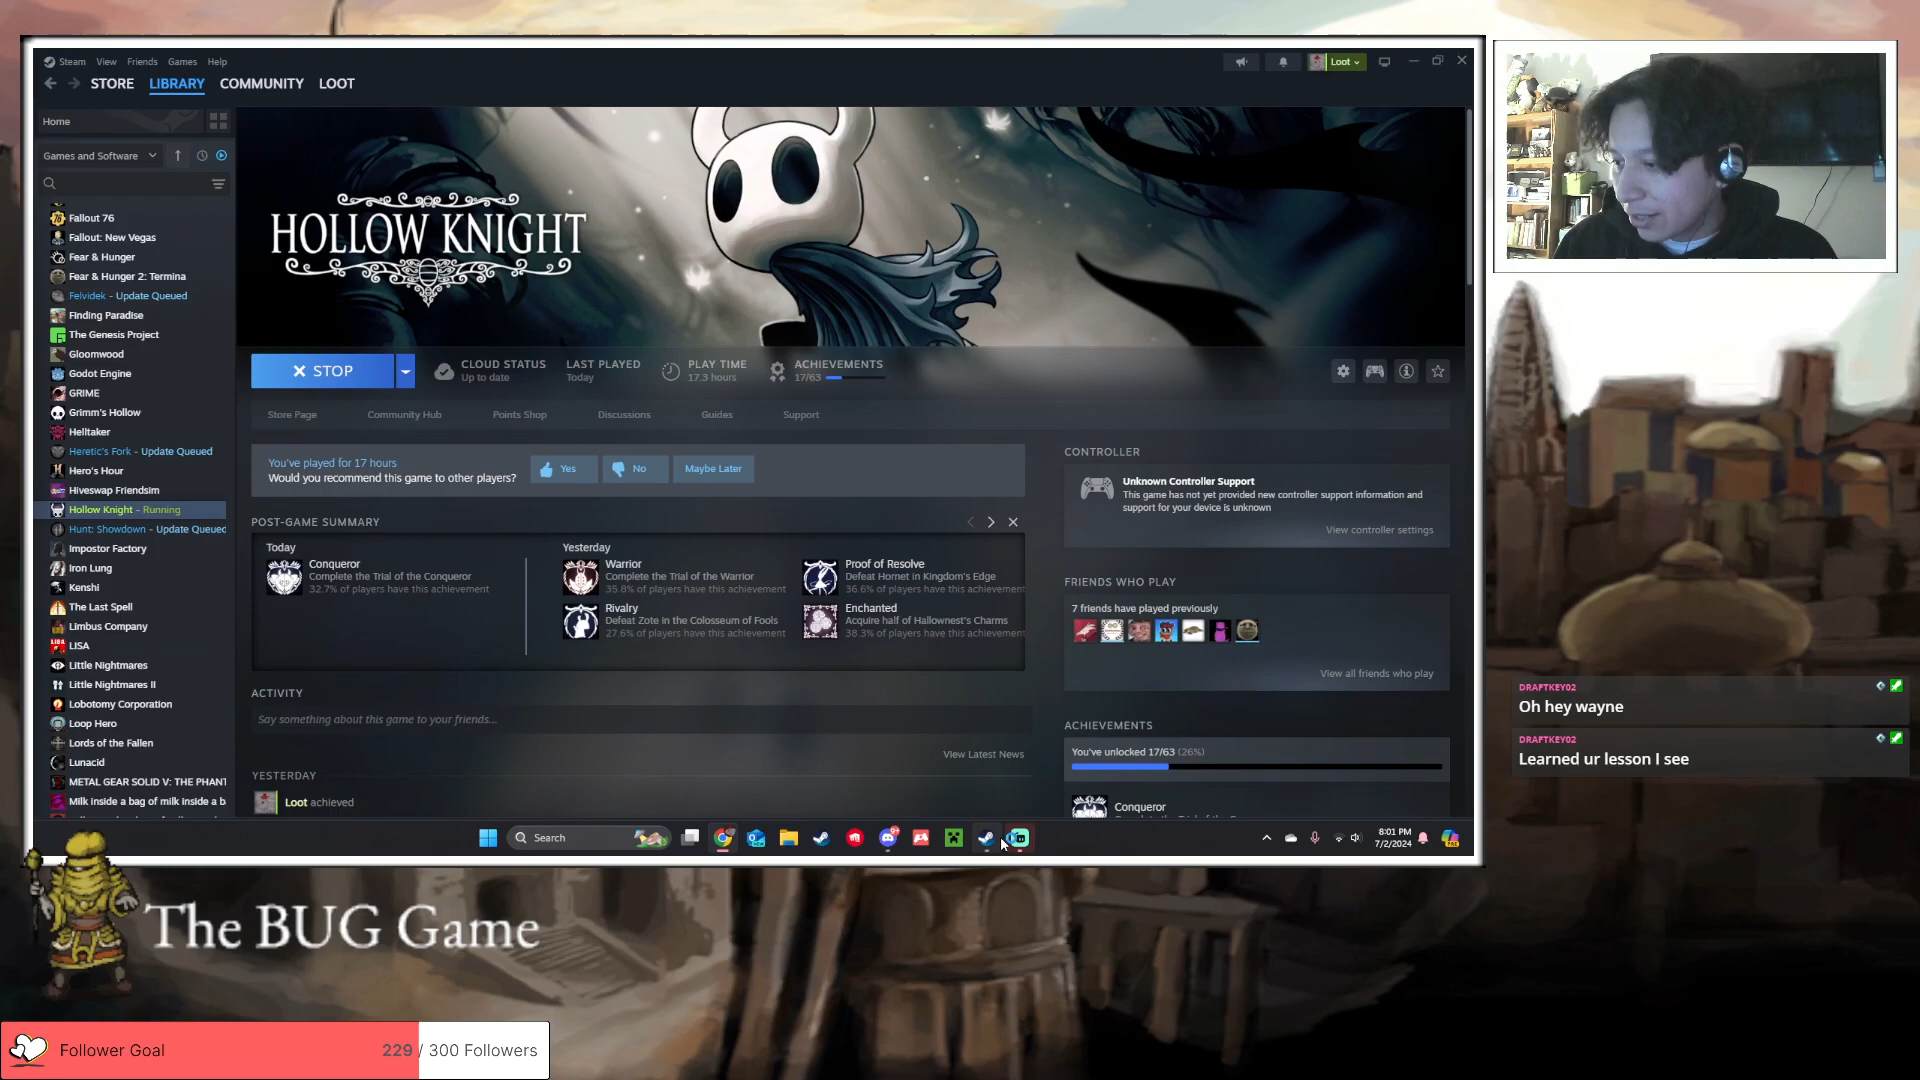 Steam View Friends Games Help
Loot
STORE LIBRARY COMMUNITY LOOT
Home
Games and Software
Fallout 76
Fallout: New Vegas
Fear & Hunger
Fear & Hunger 2: Termina
Felvidek - Update Queued
Finding Paradise
The Genesis Project
Gloomwood
Godot Engine
GRIME
Grimm's Hollow
Helltaker
Heretic's Fork - Update Queued
Hero's Hour
Hiveswap Friendsim
Hollow Knight - Running
Hunt: Showdown - Update Queued
Impostor Factory
Iron Lung
Kenshi
The Last Spell
Limbus Company
LISA
Little Nightmares
Little Nightmares II
Lobotomy Corporation
Loop Hero
Lords of the Fallen
Lunacid
METAL GEAR SOLID V: THE PHANT
Milk inside a bag of milk inside a b
HOLLOW KNIGHT
STOP
CLOUD STATUS
Up to date
LAST PLAYED
Today
PLAY TIME
17.3 hours
ACHIEVEMENTS
17/63
Store Page Community Hub Points Shop Discussions Guides Support
You've played for 17 hours
Would you recommend this game to other players?
Yes No Maybe Later
POST-GAME SUMMARY
Today
Conqueror
Complete the Trial of the Conqueror
32.7% of players have this achievement
Yesterday
Warrior
Complete the Trial of the Warrior
35.8% of players have this achievement
Rivalry
Defeat Zote in the Colosseum of Fools
27.6% of players have this achievement
Proof of Resolve
Defeat Hornet in Kingdom's Edge
36.6% of players have this achievement
Enchanted
Acquire half of Hallownest's Charms
38.3% of players have this achievement
ACTIVITY
Say something about this game to your friends...
View Latest News
YESTERDAY
Loot achieved
CONTROLLER
Unknown Controller Support
This game has not yet provided new controller support information and
support for your device is unknown
View controller settings
FRIENDS WHO PLAY
7 friends have played previously
View all friends who play
ACHIEVEMENTS
You've unlocked 17/63 (26%)
Conqueror
Search
8:01 PM
7/2/2024
DRAFTKEY02
Oh hey wayne
DRAFTKEY02
Learned ur lesson I see
The BUG Game
Follower Goal 229 / 300 Followers